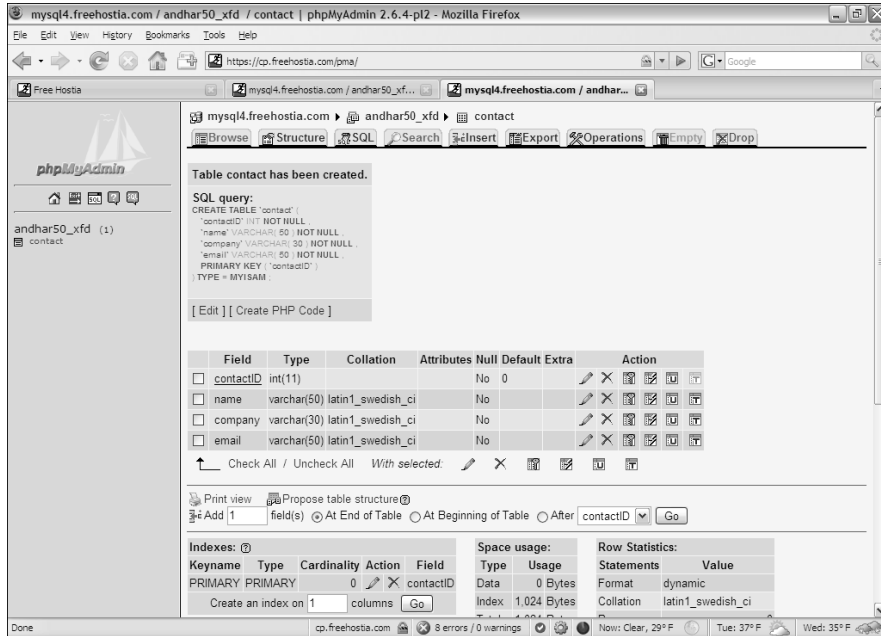 mysql4.freehostia.com / andhar50_xfd / contact | phpMyAdmin 2.6.4-pl2 - Mozilla Firefox
File Edit View History Bookmarks Tools Help
https://cp.freehostia.com/pma/
Google
Free Hostia
mysql4.freehostia.com / andhar50_xf...
mysql4.freehostia.com / andhar...
phpMyAdmin
andhar50_xfd (1)
contact
mysql4.freehostia.com andhar50_xfd contact
Browse Structure SQL Search Insert Export Operations Empty Drop
Table contact has been created.
SQL query:
CREATE TABLE `contact` (
`contactID` INT NOT NULL ,
`name` VARCHAR( 50 ) NOT NULL ,
`company` VARCHAR( 30 ) NOT NULL ,
`email` VARCHAR( 50 ) NOT NULL ,
PRIMARY KEY ( `contactID` )
) TYPE = MYISAM ;
[ Edit ] [ Create PHP Code ]
Field Type Collation Attributes Null Default Extra Action
contactID int(11) No 0
name varchar(50) latin1_swedish_ci No
company varchar(30) latin1_swedish_ci No
email varchar(50) latin1_swedish_ci No
Check All / Uncheck All With selected:
Print view Propose table structure
Add 1 field(s) At End of Table At Beginning of Table After contactID Go
Indexes:
Keyname Type Cardinality Action Field
PRIMARY PRIMARY 0 contactID
Create an index on 1 columns Go
Space usage:
Type Usage
Data 0 Bytes
Index 1,024 Bytes
Row Statistics:
Statements Value
Format dynamic
Collation latin1_swedish_ci
Done
cp.freehostia.com 8 errors / 0 warnings Now: Clear, 29° F Tue: 37° F Wed: 35° F